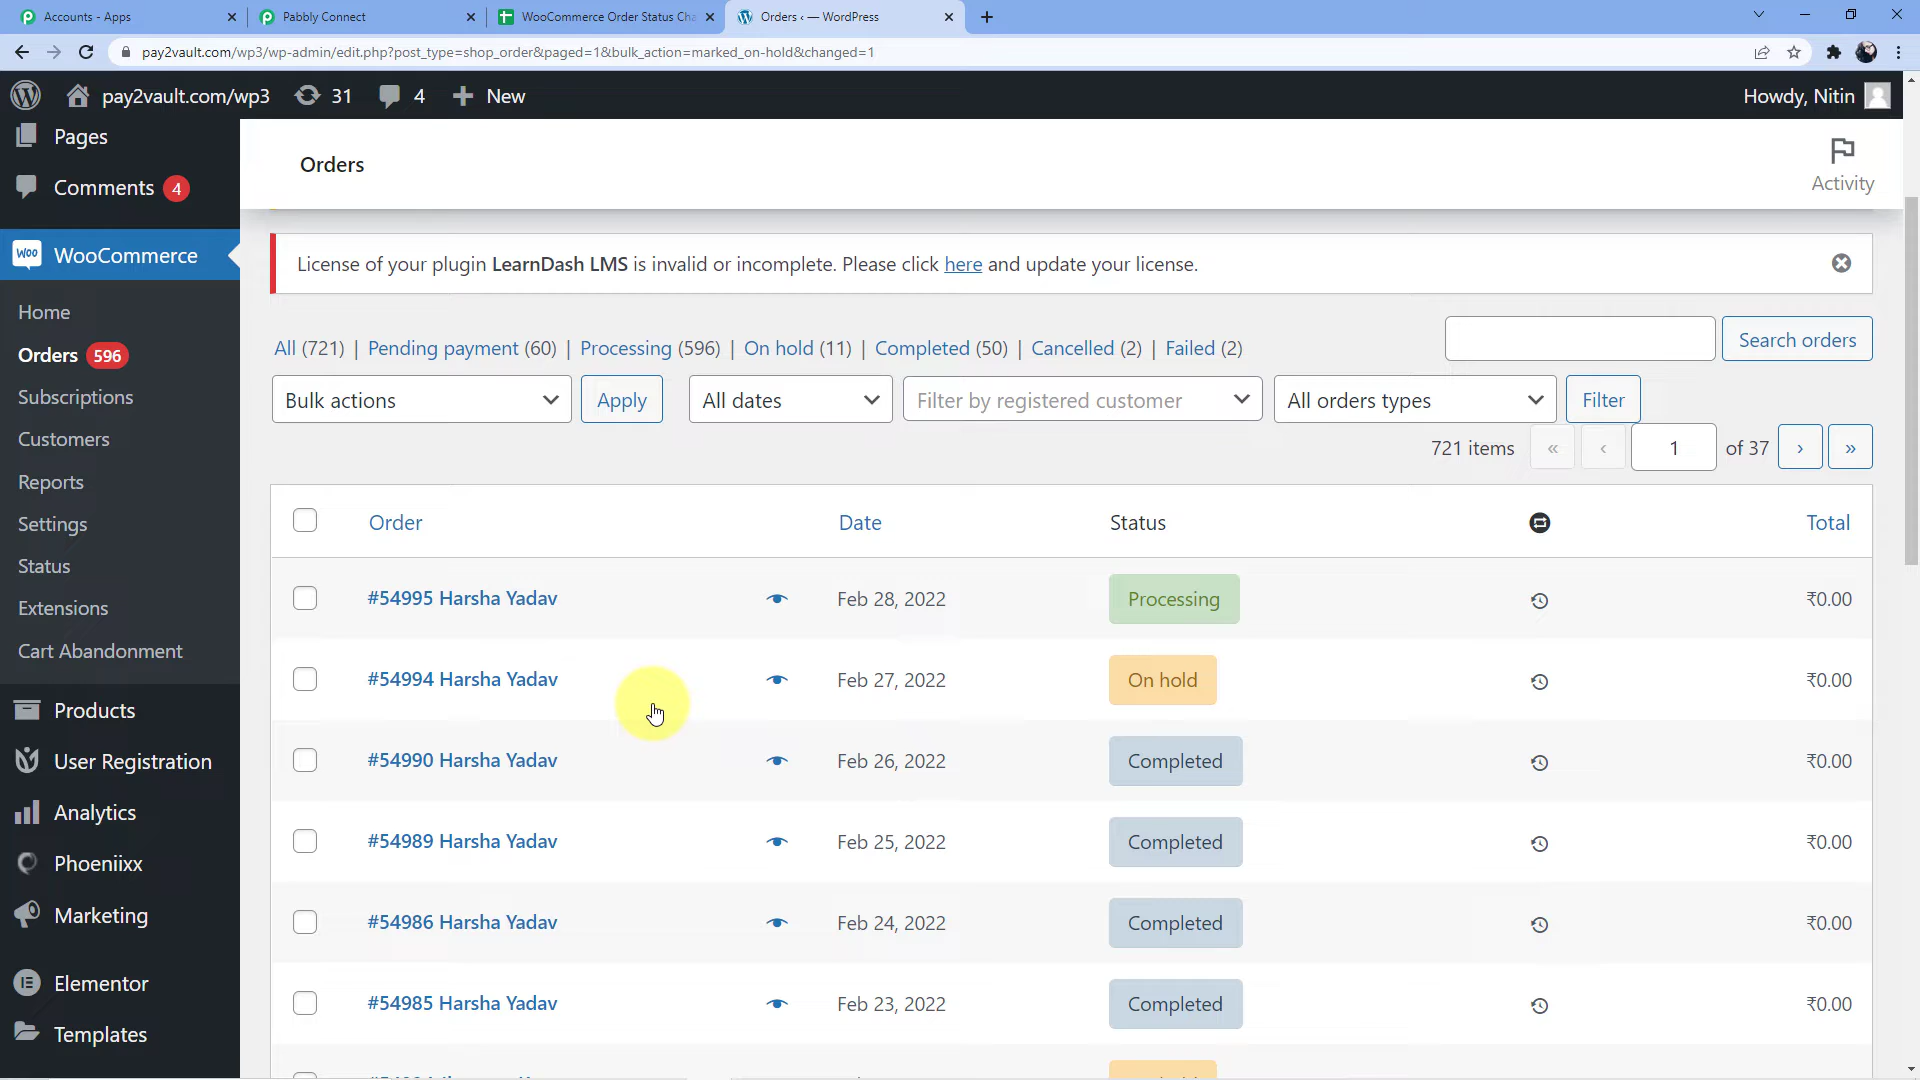 Accounts - Apps
Pabbly Connect
WooCommerce Order Status Cha
Orders ‹ — WordPress
pay2vault.com/wp3/wp-admin/edit.php?post_type=shop_order&paged=1&bulk_action=marked_on-hold&changed=1
pay2vault.com/wp3 31 4 New Howdy, Nitin
Pages
Comments 4
WooCommerce
Home
Orders 596
Subscriptions
Customers
Reports
Settings
Status
Extensions
Cart Abandonment
Products
User Registration
Analytics
Phoeniixx
Marketing
Elementor
Templates
Orders
Activity
License of your plugin LearnDash LMS is invalid or incomplete. Please click here and update your license.
All (721) | Pending payment (60) | Processing (596) | On hold (11) | Completed (50) | Cancelled (2) | Failed (2)
Search orders
Bulk actions Apply All dates Filter by registered customer All orders types Filter
721 items « ‹ 1 of 37 › »
Order Date Status Total
#54995 Harsha Yadav Feb 28, 2022 Processing ₹0.00
#54994 Harsha Yadav Feb 27, 2022 On hold ₹0.00
#54990 Harsha Yadav Feb 26, 2022 Completed ₹0.00
#54989 Harsha Yadav Feb 25, 2022 Completed ₹0.00
#54986 Harsha Yadav Feb 24, 2022 Completed ₹0.00
#54985 Harsha Yadav Feb 23, 2022 Completed ₹0.00